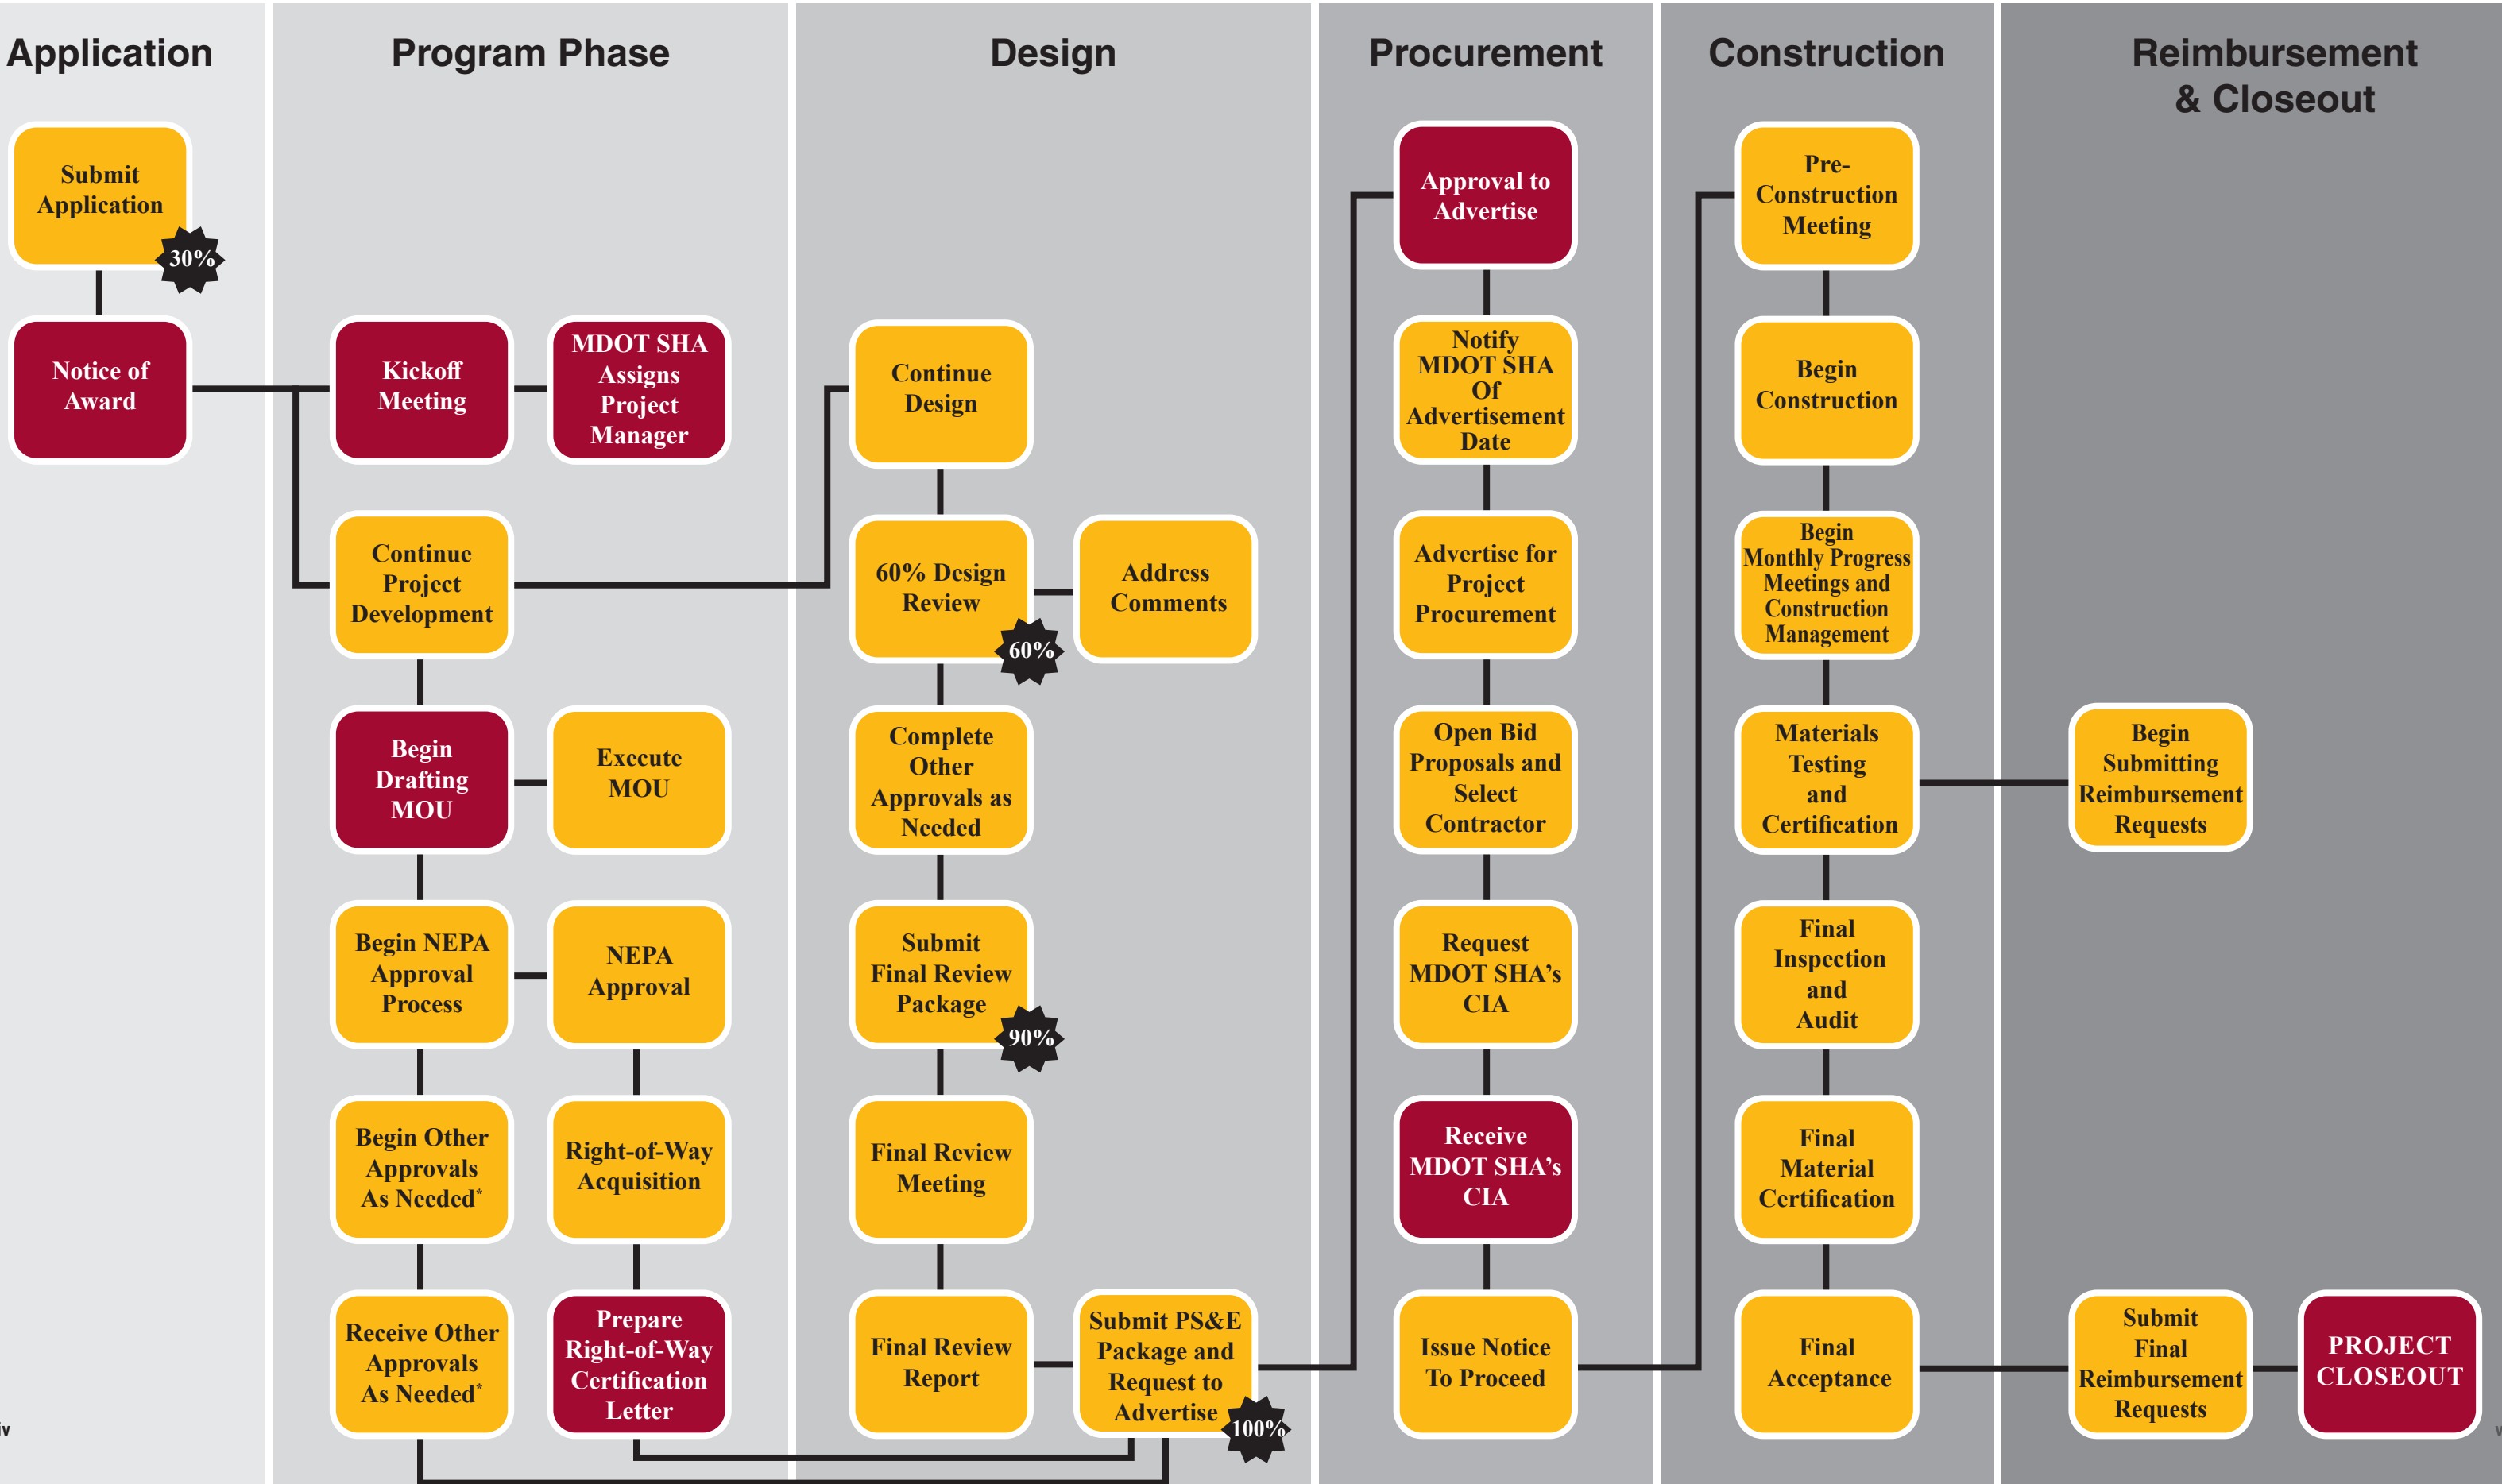 Application
Submit
Application
30%
Notice of
Award
Program Phase
Kickoff
Meeting
MDOT SHA
Assigns
Project
Manager
Continue
Project
Development
Begin
Drafting
MOU
Execute
MOU
Begin NEPA
Approval
Process
NEPA
Approval
Begin Other
Approvals
As Needed*
Right-of-Way
Acquisition
Receive Other
Approvals
As Needed*
Prepare
Right-of-Way
Certification
Letter
Design
Continue
Design
60% Design
Review
60%
Address
Comments
Complete
Other
Approvals as
Needed
Submit
Final Review
Package
90%
Final Review
Meeting
Final Review
Report
Submit PS&E
Package and
Request to
Advertise
100%
Procurement
Approval to
Advertise
Notify
MDOT SHA
Of
Advertisement
Date
Advertise for
Project
Procurement
Open Bid
Proposals and
Select
Contractor
Request
MDOT SHA’s
CIA
Receive
MDOT SHA’s
CIA
Issue Notice
To Proceed
Construction
Pre-
Construction
Meeting
Begin
Construction
Begin
Monthly Progress
Meetings and
Construction
Management
Materials
Testing
and
Certification
Final
Inspection
and
Audit
Final
Material
Certification
Final
Acceptance
Reimbursement
& Closeout
Begin
Submitting
Reimbursement
Requests
Submit
Final
Reimbursement
Requests
PROJECT
CLOSEOUT
iv